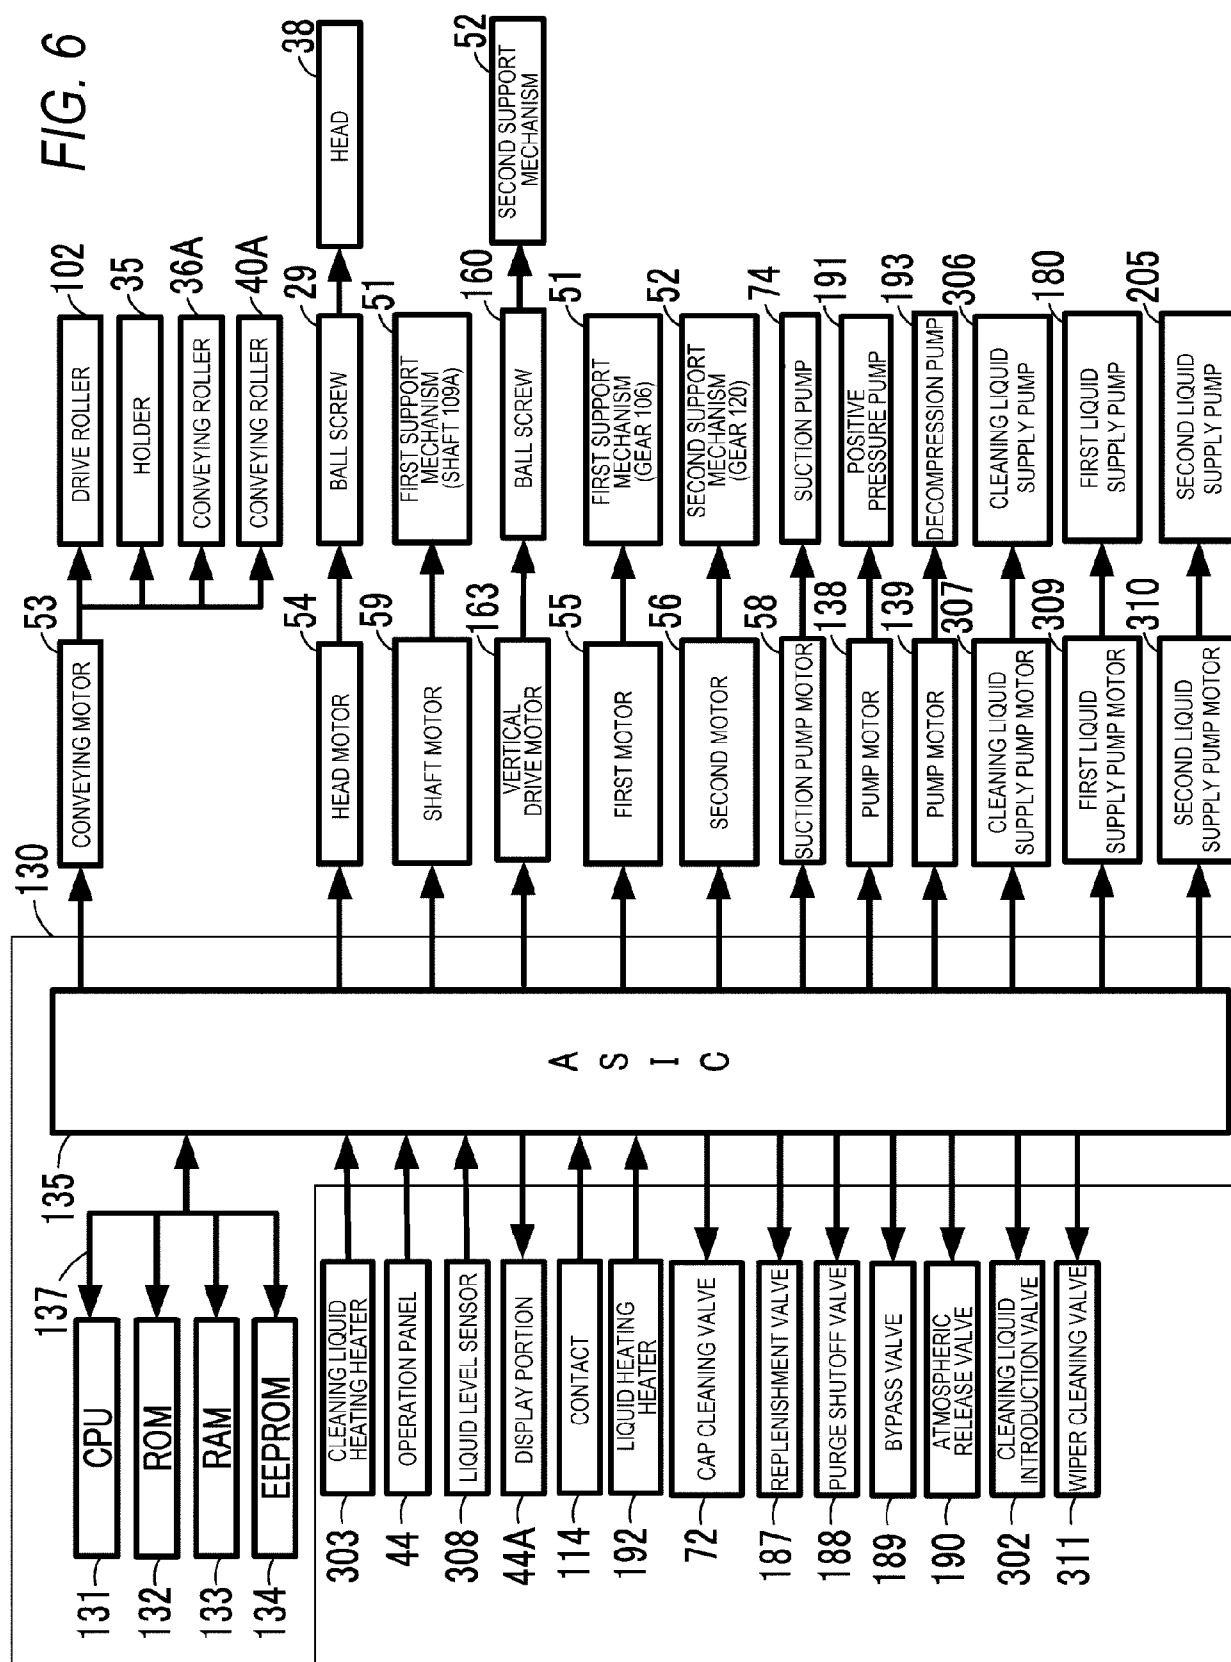 FIG. 6
130
135
137
131
CPU
132
ROM
133
RAM
134
EEPROM
303
CLEANING LIQUID
HEATING HEATER
44
OPERATION PANEL
308
LIQUID LEVEL SENSOR
44A
DISPLAY PORTION
114
CONTACT
192
LIQUID HEATING
HEATER
72
CAP CLEANING VALVE
187
REPLENISHMENT VALVE
188
PURGE SHUTOFF VALVE
189
BYPASS VALVE
190
ATMOSPHERIC
RELEASE VALVE
302
CLEANING LIQUID
INTRODUCTION VALVE
311
WIPER CLEANING VALVE
ASIC
53
CONVEYING MOTOR
102
DRIVE ROLLER
35
HOLDER
36A
CONVEYING ROLLER
40A
CONVEYING ROLLER
54
HEAD MOTOR
29
BALL SCREW
38
HEAD
59
SHAFT MOTOR
51
FIRST SUPPORT
MECHANISM
(SHAFT 109A)
163
VERTICAL
DRIVE MOTOR
160
BALL SCREW
52
SECOND SUPPORT
MECHANISM
55
FIRST MOTOR
51
FIRST SUPPORT
MECHANISM
(GEAR 106)
56
SECOND MOTOR
52
SECOND SUPPORT
MECHANISM
(GEAR 120)
58
SUCTION PUMP MOTOR
74
SUCTION PUMP
138
PUMP MOTOR
191
POSITIVE
PRESSURE PUMP
139
PUMP MOTOR
193
DECOMPRESSION PUMP
307
CLEANING LIQUID
SUPPLY PUMP MOTOR
306
CLEANING LIQUID
SUPPLY PUMP
309
FIRST LIQUID
SUPPLY PUMP MOTOR
180
FIRST LIQUID
SUPPLY PUMP
310
SECOND LIQUID
SUPPLY PUMP MOTOR
205
SECOND LIQUID
SUPPLY PUMP